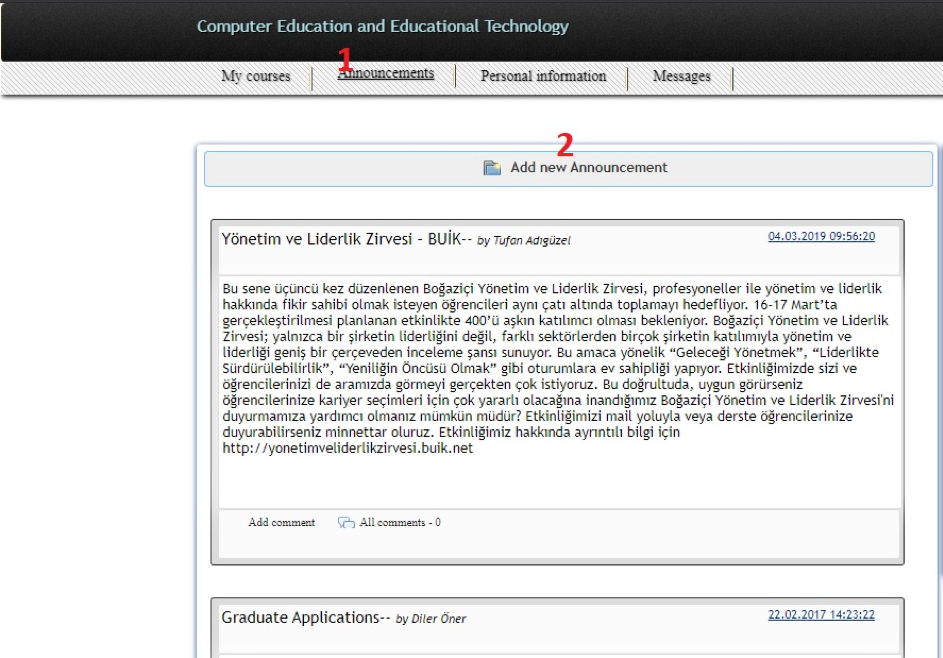 Computer Education and Educational Technology
1
My courses Announcements Personal information Messages
2
Add new Announcement
Yönetim ve Liderlik Zirvesi - BUİK-- by Tufan Adıgüzel 04.03.2019 09:56:20
Bu sene üçüncü kez düzenlenen Boğaziçi Yönetim ve Liderlik Zirvesi, profesyoneller ile yönetim ve liderlik
hakkında fikir sahibi olmak isteyen öğrencileri aynı çatı altında toplamayı hedefliyor. 16-17 Mart’ta
gerçekleştirilmesi planlanan etkinlikte 400’ü aşkın katılımcı olması bekleniyor. Boğaziçi Yönetim ve Liderlik
Zirvesi; yalnızca bir şirketin liderliğini değil, farklı sektörlerden birçok şirketin katılımıyla yönetim ve
liderliği geniş bir çerçeveden inceleme şansı sunuyor. Bu amaca yönelik “Geleceği Yönetmek”, “Liderlikte
Sürdürülebilirlik”, “Yeniliğin Öncüsü Olmak” gibi oturumlara ev sahipliği yapıyor. Etkinliğimizde sizi ve
öğrencilerinizi de aramızda görmeyi gerçekten çok istiyoruz. Bu doğrultuda, uygun görürseniz
öğrencilerinize kariyer seçimleri için çok yararlı olacağına inandığımız Boğaziçi Yönetim ve Liderlik Zirvesi'ni
duyurmamıza yardımcı olmanız mümkün müdür? Etkinliğimizi mail yoluyla veya derste öğrencilerinize
duyurabilirseniz minnettar oluruz. Etkinliğimiz hakkında ayrıntılı bilgi için
http://yonetimveliderlikzirvesi.buik.net
Add comment All comments - 0
Graduate Applications-- by Diler Öner 22.02.2017 14:23:22